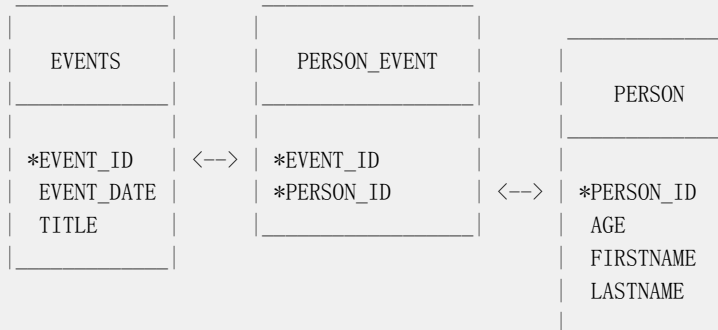 EVENTS
PERSON_EVENT
PERSON
*EVENT_ID
EVENT_DATE
TITLE
<-->
*EVENT_ID
*PERSON_ID
<-->
*PERSON_ID
AGE
FIRSTNAME
LASTNAME